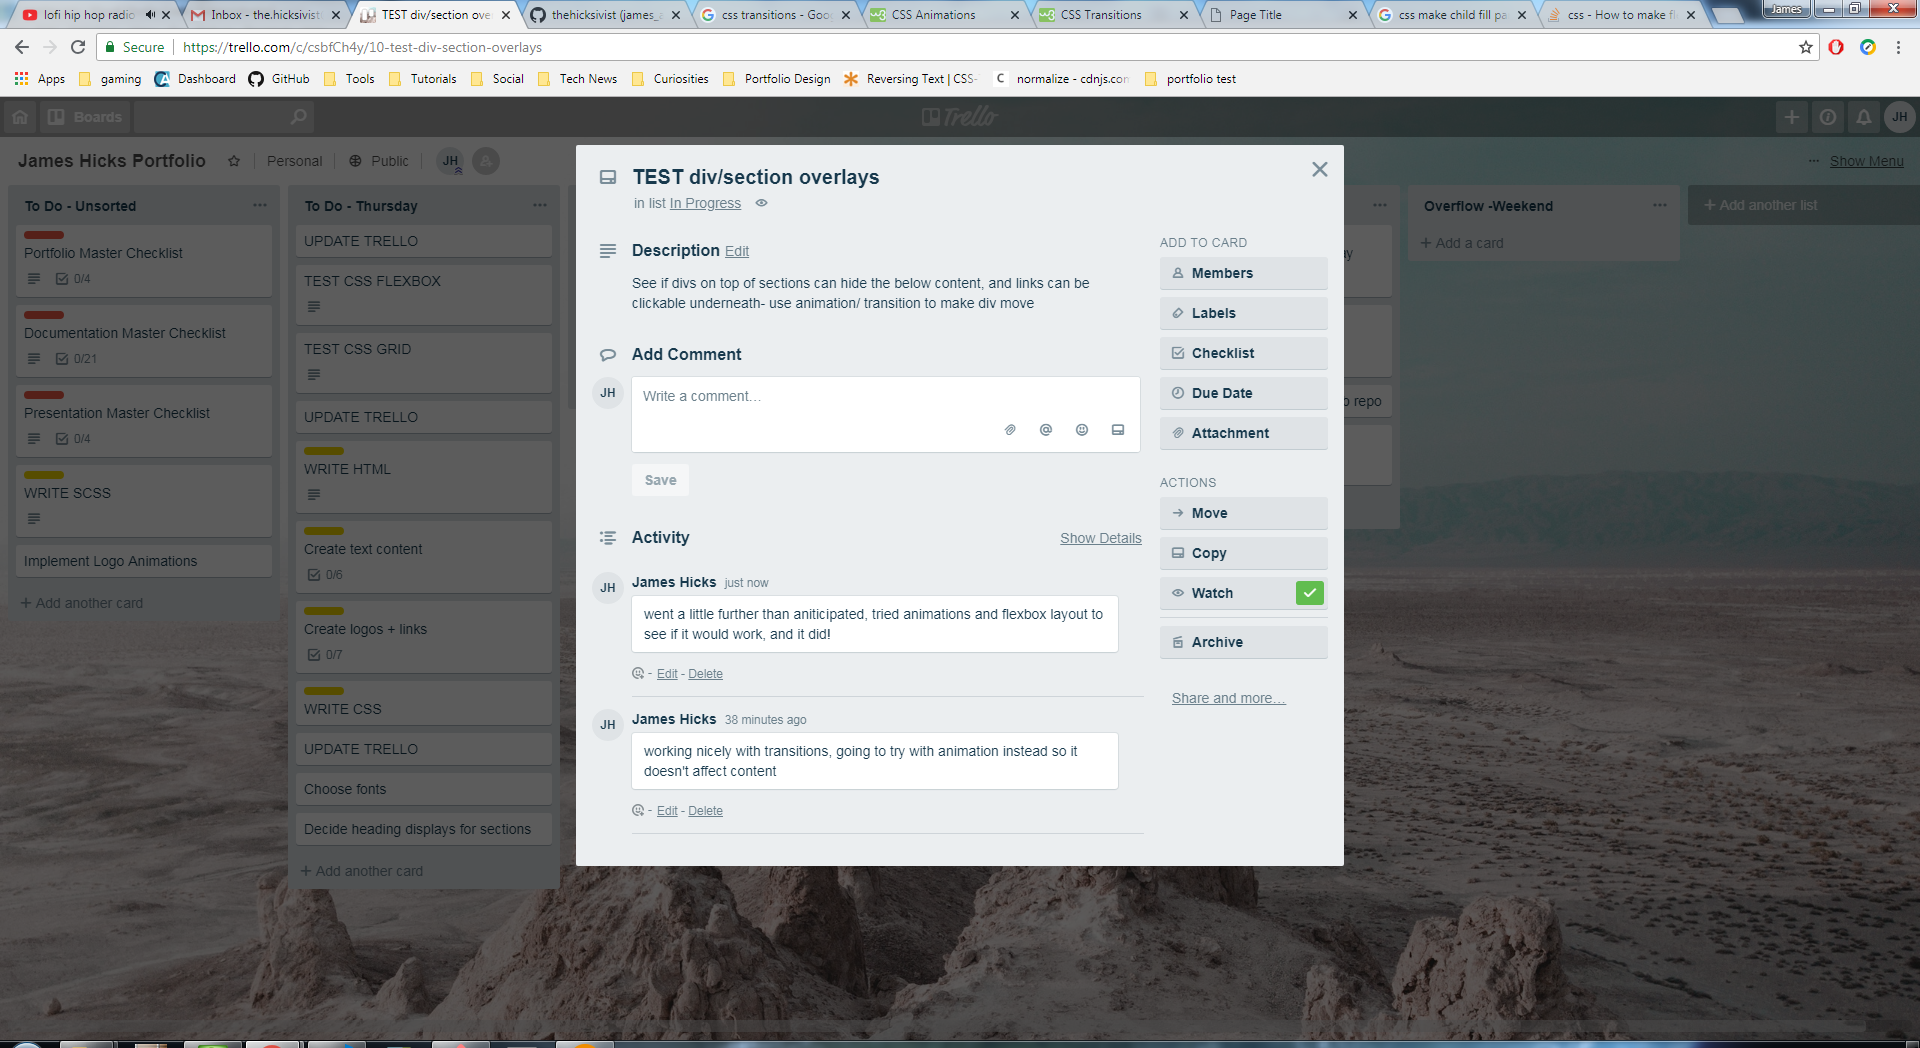 lofi hip hop radio
Inbox - the.hicksivist
TEST div/section ove
thehicksivist (james_a
css transitions - Goo
CSS Animations
CSS Transitions
Page Title
css make child fill pa
css - How to make fl
James
Secure
https://trello.com/c/csbfCh4y/10-test-div-section-overlays
Apps
gaming
Dashboard
GitHub
Tools
Tutorials
Social
Tech News
Curiosities
Portfolio Design
Reversing Text | CSS-
normalize - cdnjs.con
portfolio test
Boards
Trello
JH
James Hicks Portfolio
Personal
Public
JH
... Show Menu
To Do - Unsorted
Portfolio Master Checklist
0/4
Documentation Master Checklist
0/21
Presentation Master Checklist
0/4
WRITE SCSS
Implement Logo Animations
+ Add another card
To Do - Thursday
UPDATE TRELLO
TEST CSS FLEXBOX
TEST CSS GRID
UPDATE TRELLO
WRITE HTML
Create text content
0/6
Create logos + links
0/7
WRITE CSS
UPDATE TRELLO
Choose fonts
Decide heading displays for sections
+ Add another card
TEST div/section overlays
in list In Progress
Description Edit
See if divs on top of sections can hide the below content, and links can be
clickable underneath- use animation/ transition to make div move
Add Comment
JH
Write a comment…
Save
Activity
Show Details
JH
James Hicks just now
went a little further than aniticipated, tried animations and flexbox layout to
see if it would work, and it did!
- Edit - Delete
JH
James Hicks 38 minutes ago
working nicely with transitions, going to try with animation instead so it
doesn't affect content
- Edit - Delete
ADD TO CARD
Members
Labels
Checklist
Due Date
Attachment
ACTIONS
Move
Copy
Watch
Archive
Share and more…
repo
Overflow -Weekend
+ Add a card
+ Add another list